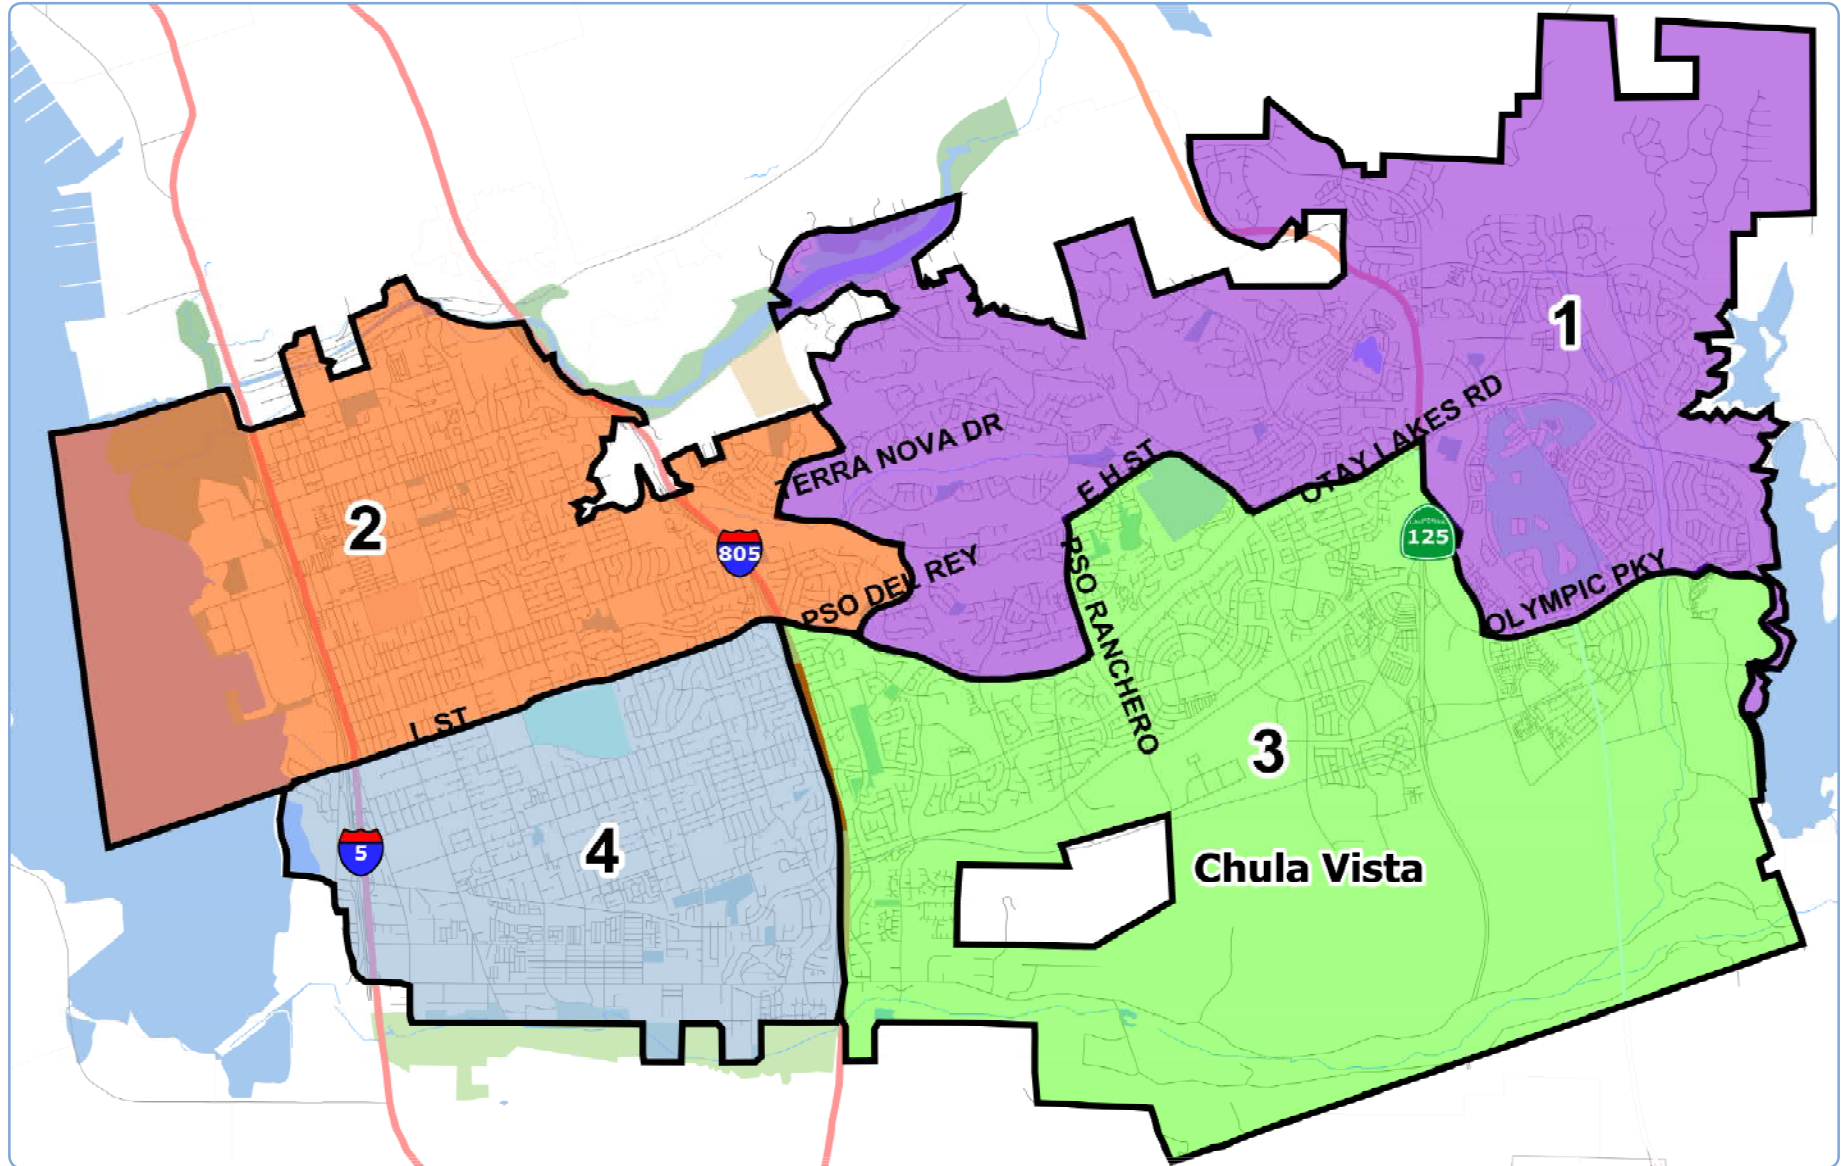 1
OTAY LAKES RD
TERRA NOVA DR
E H ST
2
CALIFORNIA
125
805
PSO DEL REY
OLYMPIC PKY
PSO RANCHERO
L ST
3
4
5
Chula Vista